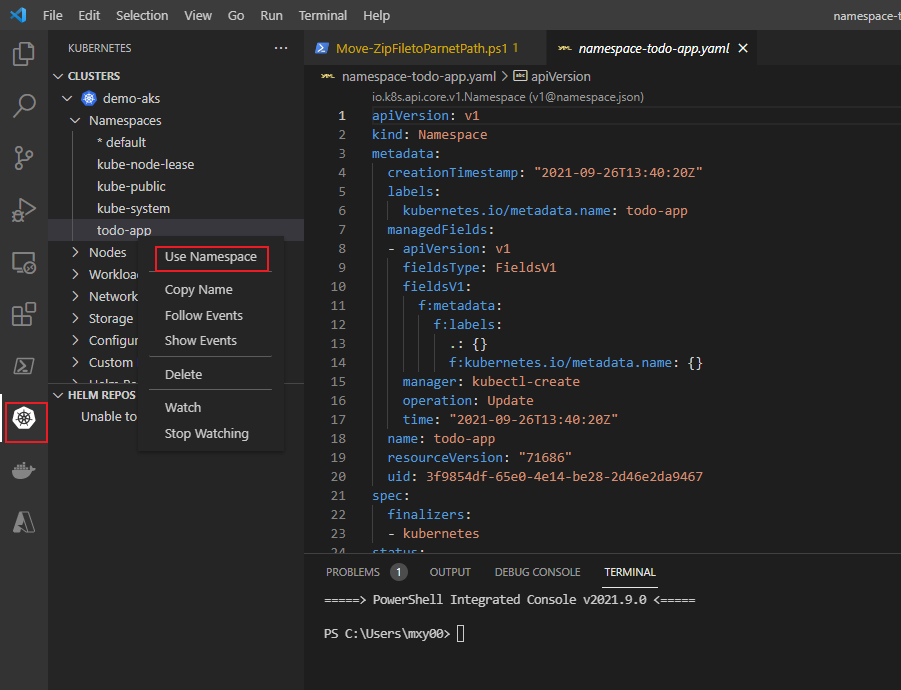 File Edit Selection View Go Run Terminal Help namespace-t
KUBERNETES ...
CLUSTERS
demo-aks
Namespaces
* default
kube-node-lease
kube-public
kube-system
todo-app
Nodes
Workloa
Network
Storage
Configur
Custom
HELM REPOS
Unable to
Use Namespace
Copy Name
Follow Events
Show Events
Delete
Watch
Stop Watching
Move-ZipFiletoParnetPath.ps1 1
namespace-todo-app.yaml
namespace-todo-app.yaml > abc apiVersion
io.k8s.api.core.v1.Namespace (v1@namespace.json)
1 apiVersion: v1
2 kind: Namespace
3 metadata:
4 creationTimestamp: "2021-09-26T13:40:20Z"
5 labels:
6 kubernetes.io/metadata.name: todo-app
7 managedFields:
8 - apiVersion: v1
9 fieldsType: FieldsV1
10 fieldsV1:
11 f:metadata:
12 f:labels:
13 .: {}
14 f:kubernetes.io/metadata.name: {}
15 manager: kubectl-create
16 operation: Update
17 time: "2021-09-26T13:40:20Z"
18 name: todo-app
19 resourceVersion: "71686"
20 uid: 3f9854df-65e0-4e14-be28-2d46e2da9467
21 spec:
22 finalizers:
23 - kubernetes
24 status:
PROBLEMS 1 OUTPUT DEBUG CONSOLE TERMINAL
=====> PowerShell Integrated Console v2021.9.0 <=====
PS C:\Users\mxy00>